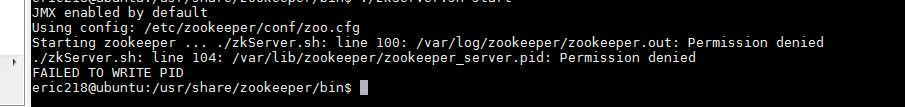 eric218@ubuntu:/usr/share/zookeeper/bin$ ./zkServer.sh start
JMX enabled by default
Using config: /etc/zookeeper/conf/zoo.cfg
Starting zookeeper ... ./zkServer.sh: line 100: /var/log/zookeeper/zookeeper.out: Permission denied
./zkServer.sh: line 104: /var/lib/zookeeper/zookeeper_server.pid: Permission denied
FAILED TO WRITE PID
eric218@ubuntu:/usr/share/zookeeper/bin$